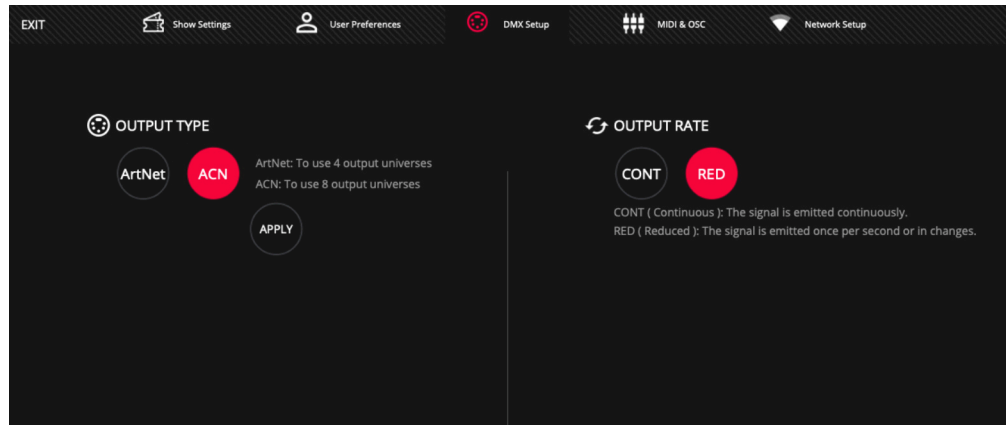 EXIT
Show Settings
User Preferences
DMX Setup
MIDI & OSC
Network Setup
OUTPUT TYPE
ArtNet
ACN
ArtNet: To use 4 output universes
ACN: To use 8 output universes
APPLY
OUTPUT RATE
CONT
RED
CONT ( Continuous ): The signal is emitted continuously.
RED ( Reduced ): The signal is emitted once per second or in changes.